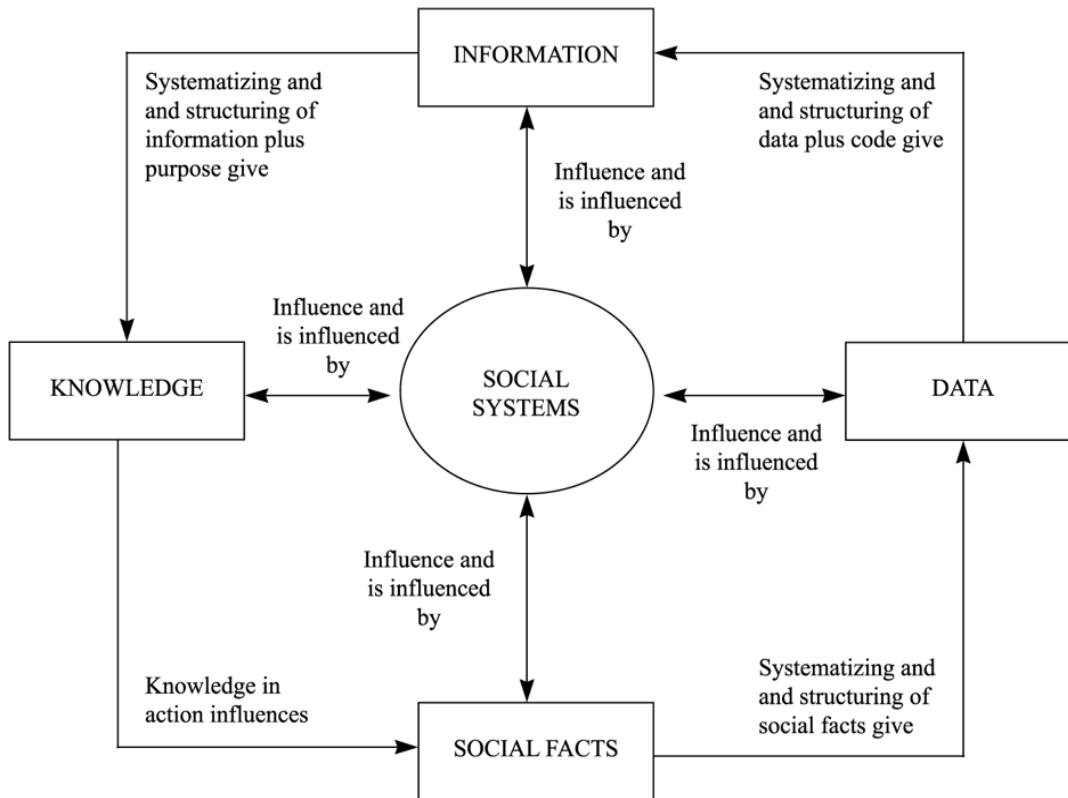 INFORMATION
Systematizing and
and structuring of
information plus
purpose give
Systematizing and
and structuring of
data plus code give
Influence and
is influenced
by
Influence and
is influenced
by
KNOWLEDGE
SOCIAL
SYSTEMS
DATA
Influence and
is influenced
by
Influence and
is influenced
by
Knowledge in
action influences
SOCIAL FACTS
Systematizing and
and structuring of
social facts give